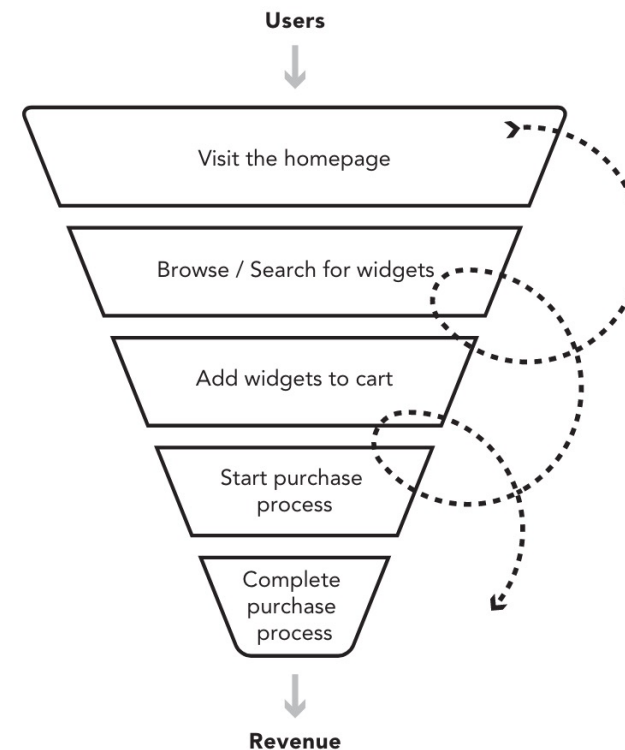 Users
Visit the homepage
Browse / Search for widgets
Add widgets to cart
Start purchase
process
Complete
purchase
process
Revenue